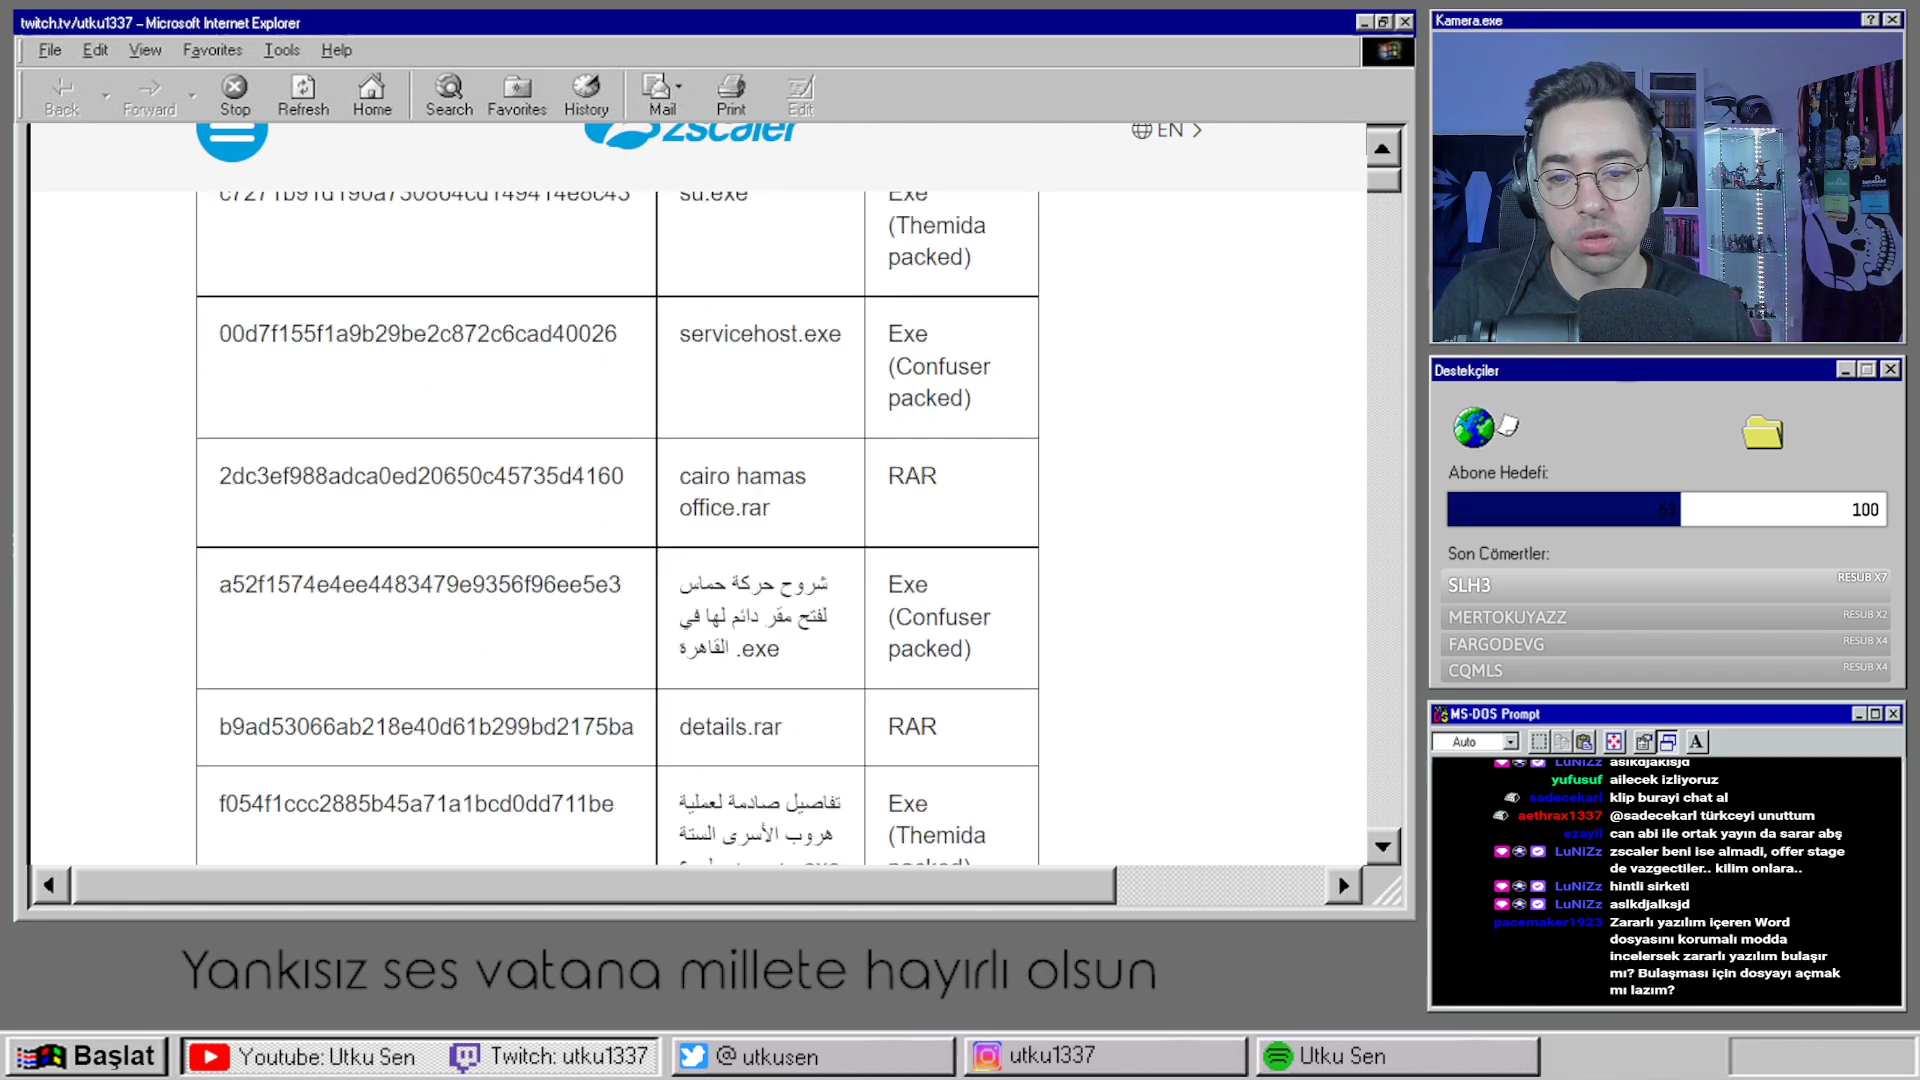 twitch.tv/utku1337 – Microsoft Internet Explorer
File Edit View Favorites Tools Help
Back Forward Stop Refresh Home Search Favorites History Mail Print Edit
zscaler
EN
c7271b91d190a730864cd149414e8c43 su.exe Exe
(Themida
packed)
00d7f155f1a9b29be2c872c6cad40026 servicehost.exe Exe
(Confuser
packed)
2dc3ef988adca0ed20650c45735d4160 cairo hamas RAR
office.rar
a52f1574e4ee4483479e9356f96ee5e3 شروح حركة حماس Exe
لفتح مقر دائم لها في (Confuser
القاهرة .exe packed)
b9ad53066ab218e40d61b299bd2175ba details.rar RAR
f054f1ccc2885b45a71a1bcd0dd711be تفاصيل صادمة لعملية Exe
هروب الأسرى الستة (Themida
packed)
Yankısız ses vatana millete hayırlı olsun
Kamera.exe
Destekçiler
Abone Hedefi:
53 100
Son Cömertler:
SLH3 RESUB X7
MERTOKUYAZZ RESUB X2
FARGODEVG RESUB X4
CQMLS RESUB X4
MS-DOS Prompt
Auto
LuNiZz aslkdjaklsjd
yufusuf ailecek izliyoruz
sadecekarl klip burayi chat al
aethrax1337 @sadecekarl türkceyi unuttum
ezayil can abi ile ortak yayın da sarar abş
LuNiZz zscaler beni ise almadi, offer stage
de vazgectiler.. kilim onlara..
LuNiZz hintli sirketi
LuNiZz aslkdjalksjd
pacemaker1923 Zararlı yazılım içeren Word
dosyasını korumalı modda
incelersek zararlı yazılım bulaşır
mı? Bulaşması için dosyayı açmak
mı lazım?
Başlat
Youtube: Utku Sen
Twitch: utku1337
@utkusen
utku1337
Utku Sen